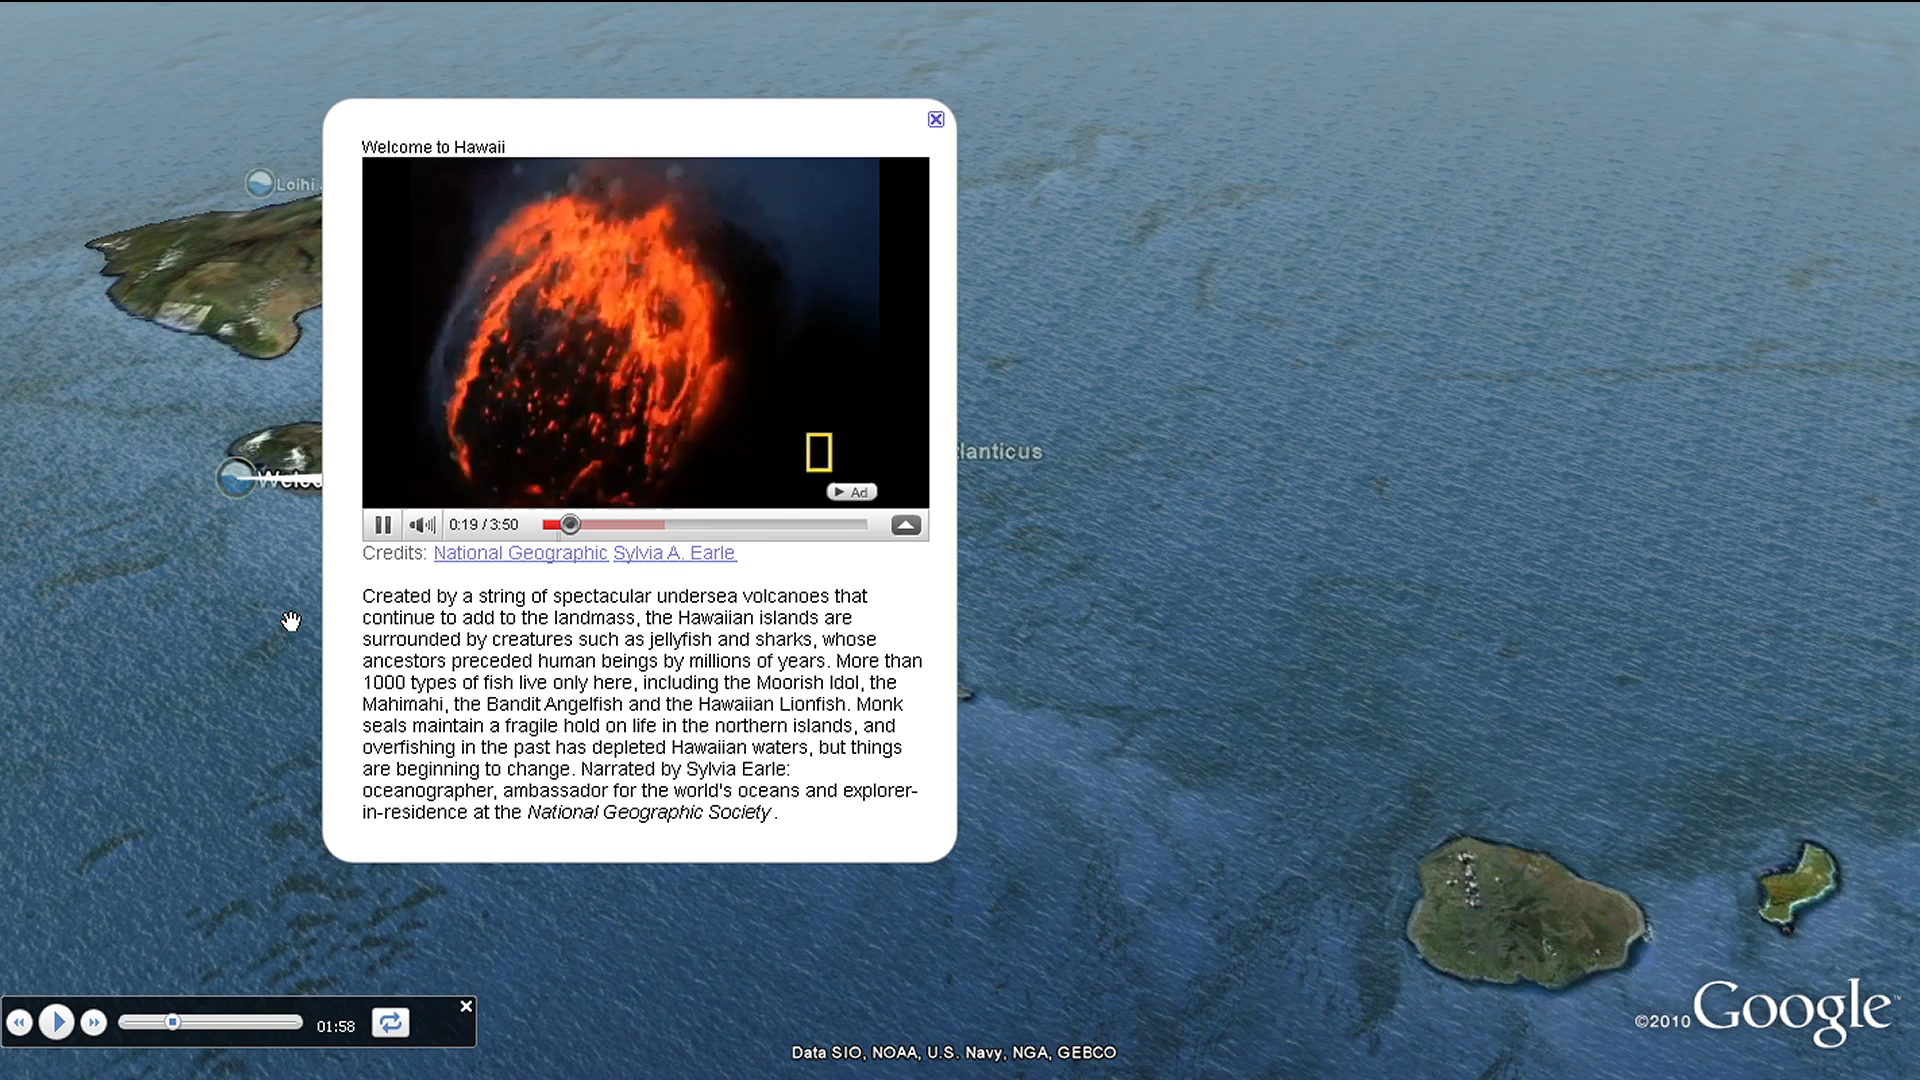 Welcome to Hawaii
Loihi
Ad
lanticus
Welco
0:19 / 3:50
Credits: National Geographic Sylvia A. Earle
Created by a string of spectacular undersea volcanoes that
continue to add to the landmass, the Hawaiian islands are
surrounded by creatures such as jellyfish and sharks, whose
ancestors preceded human beings by millions of years. More than
1000 types of fish live only here, including the Moorish Idol, the
Mahimahi, the Bandit Angelfish and the Hawaiian Lionfish. Monk
seals maintain a fragile hold on life in the northern islands, and
overfishing in the past has depleted Hawaiian waters, but things
are beginning to change. Narrated by Sylvia Earle:
oceanographer, ambassador for the world's oceans and explorer-
in-residence at the National Geographic Society.
01:58
©2010 Google™
Data SIO, NOAA, U.S. Navy, NGA, GEBCO